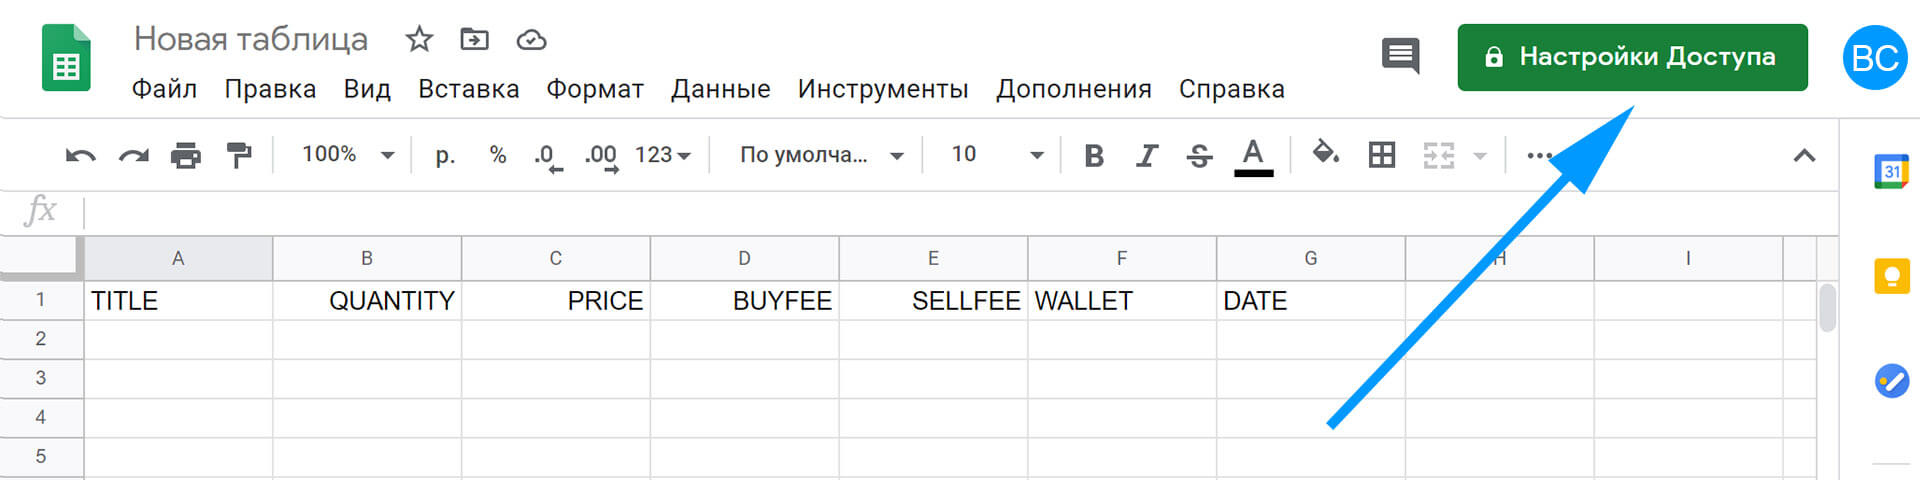 Новая таблица
Настройки Доступа
BC
Файл Правка Вид Вставка Формат Данные Инструменты Дополнения Справка
100% р. % .0 .00 123 По умолча... 10 B I S A
31
fx
A B C D E F G H I
1 TITLE QUANTITY PRICE BUYFEE SELLFEE WALLET DATE
2
3
4
5